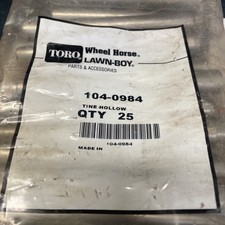 TORO Wheel Horse®
LAWN-BOY®
PARTS & ACCESSORIES
104-0984
TINE-HOLLOW
QTY 25
104-0984
MADE IN